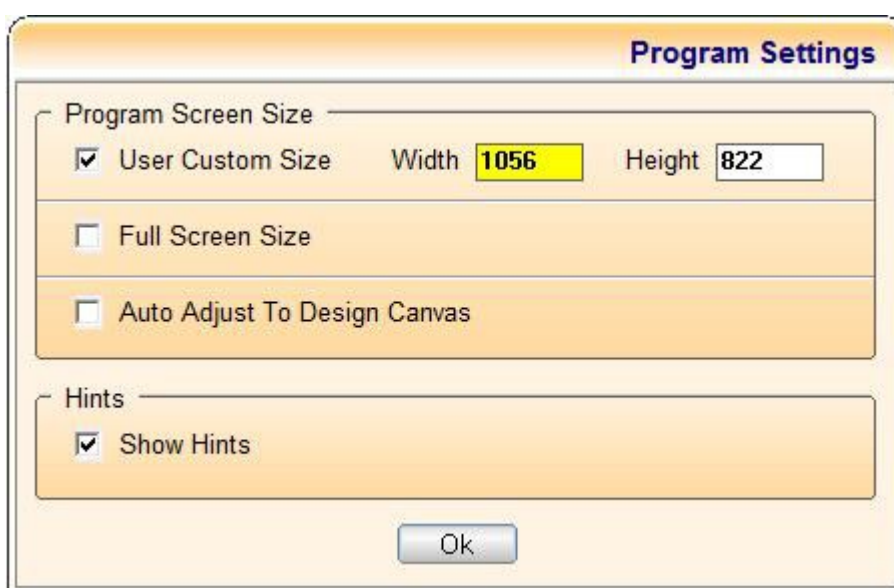 Program Settings
Program Screen Size
User Custom Size Width 1056 Height 822
Full Screen Size
Auto Adjust To Design Canvas
Hints
Show Hints
Ok